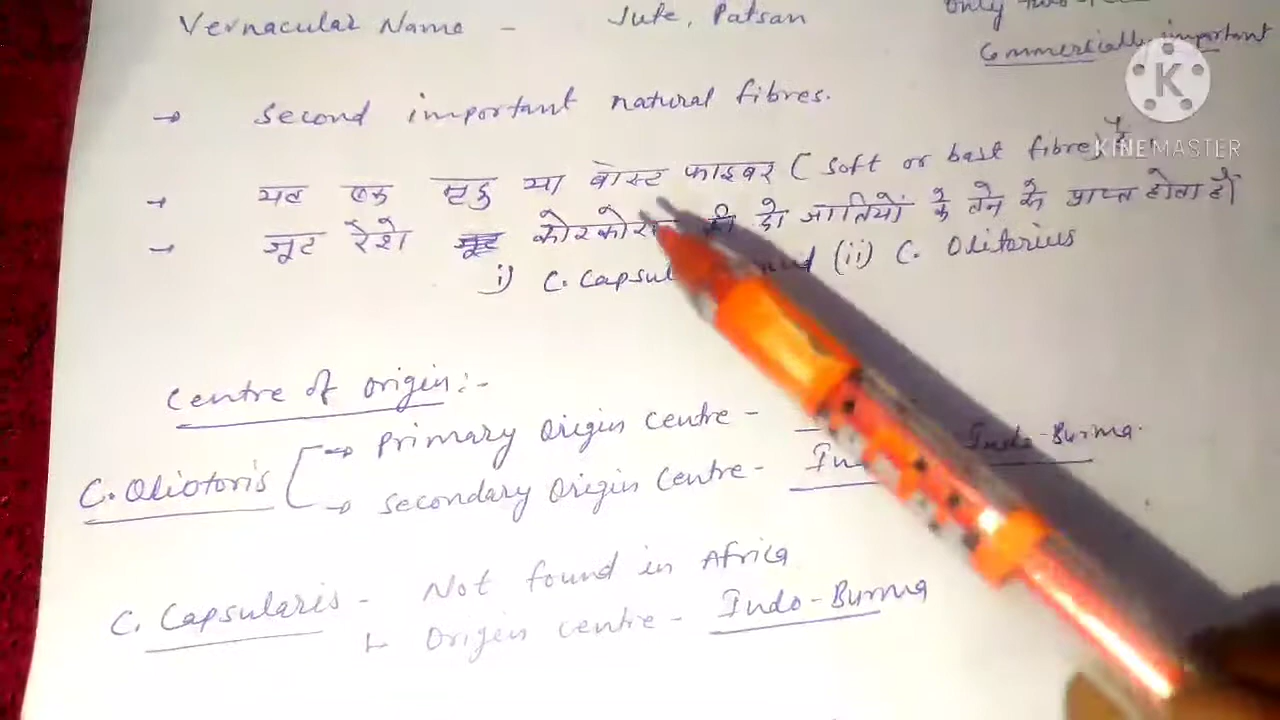 Vernacular Name - Jute, Patsan
only
Commercially important
→ Second important natural fibres.
→ यह एक मृदु या बास्ट फाइबर ( Soft or bast fibre) है.
→ जूट रेशे कोरकोरस की दो जातियों के तने से प्राप्त होता है।
i) C. Capsul (ii) C. Olitorius
Centre of origin:-
C. Oliotoris → Primary Origin Centre - Indo-Burma.
→ Secondary Origin Centre -
C. Capsularis - Not found in Africa
↳ Origin centre - Indo-Burma
K
KINEMASTER